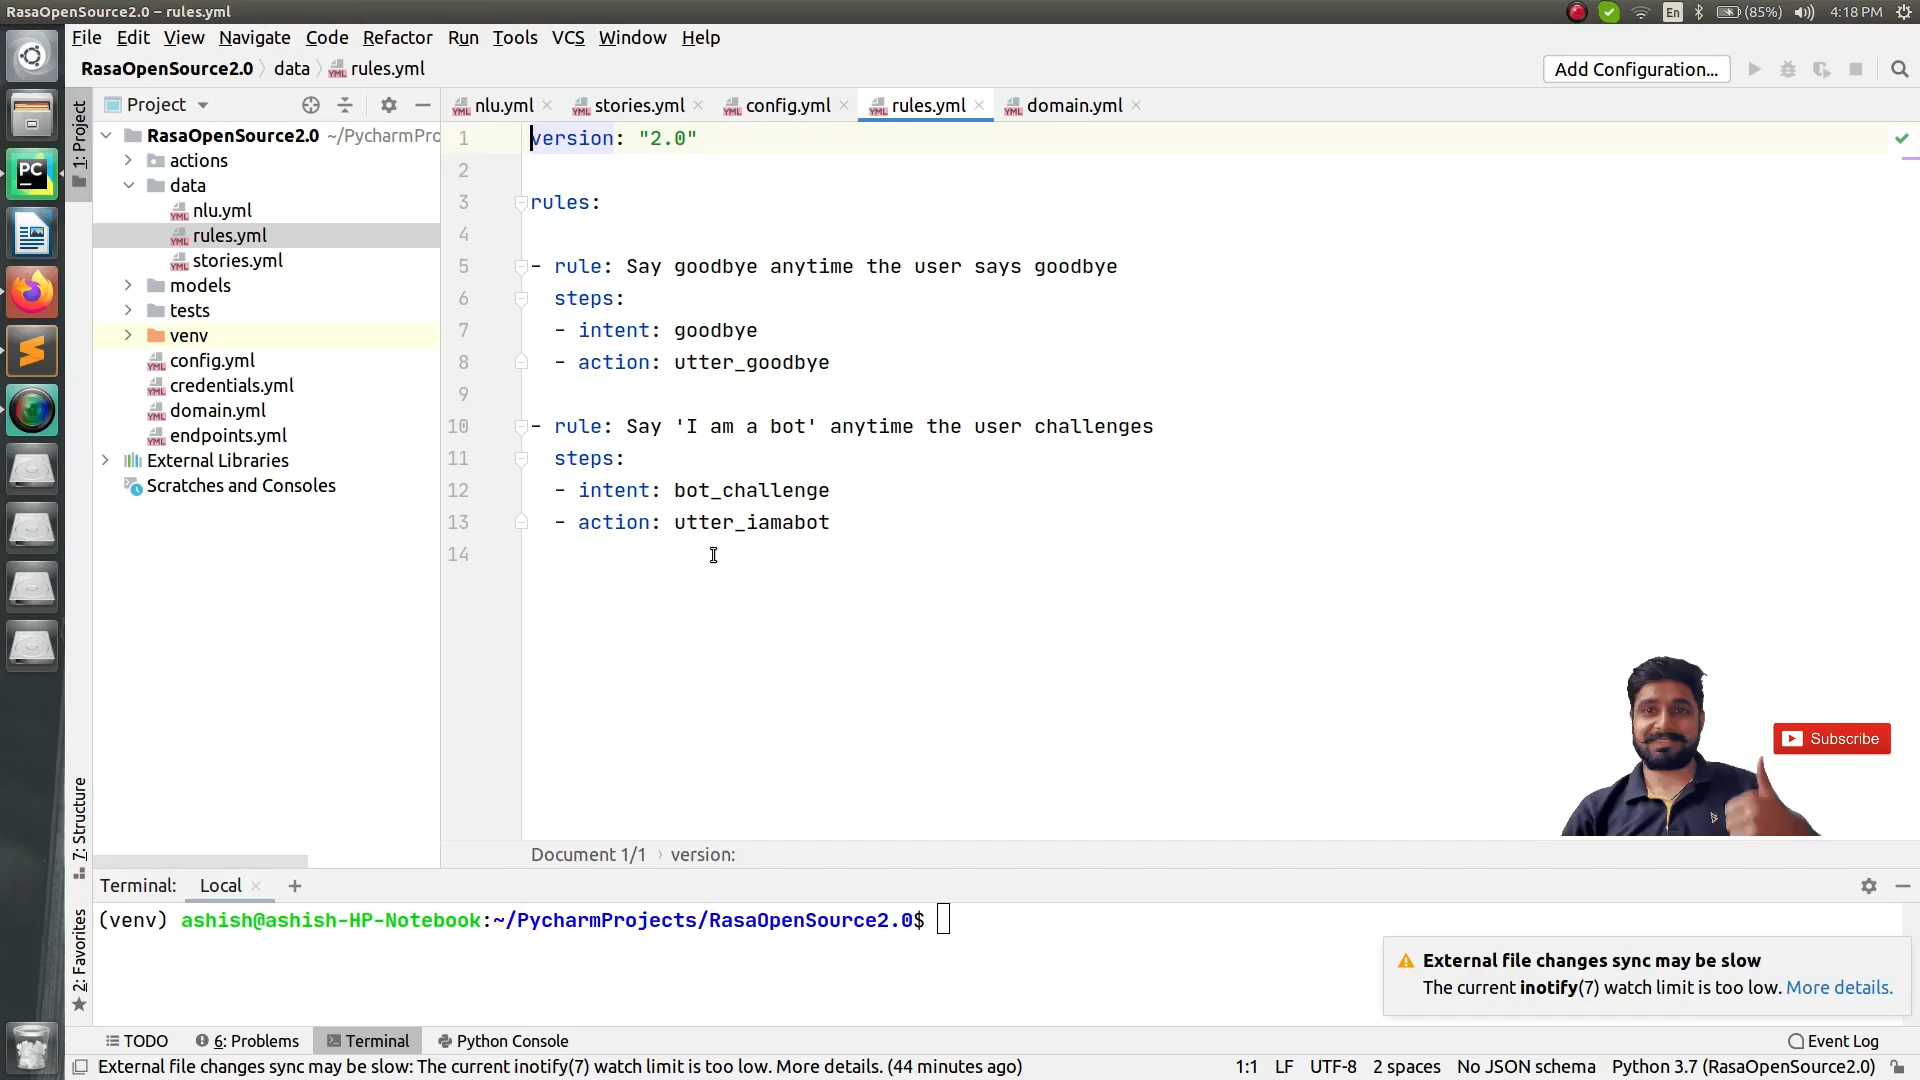 RasaOpenSource2.0 – rules.yml
En (85%) 4:18 PM
File Edit View Navigate Code Refactor Run Tools VCS Window Help
RasaOpenSource2.0 data rules.yml
Add Configuration...
Project
nlu.yml stories.yml config.yml rules.yml domain.yml
1: Project
RasaOpenSource2.0 ~/PycharmPro
actions
data
nlu.yml
rules.yml
stories.yml
models
tests
venv
config.yml
credentials.yml
domain.yml
endpoints.yml
External Libraries
Scratches and Consoles
PC
1 version: "2.0"
2
3 rules:
4
5 - rule: Say goodbye anytime the user says goodbye
6 steps:
7 - intent: goodbye
8 - action: utter_goodbye
9
10 - rule: Say 'I am a bot' anytime the user challenges
11 steps:
12 - intent: bot_challenge
13 - action: utter_iamabot
14
Subscribe
7: Structure
2: Favorites
Document 1/1 › version:
Terminal: Local
(venv) ashish@ashish-HP-Notebook:~/PycharmProjects/RasaOpenSource2.0$
External file changes sync may be slow
The current inotify(7) watch limit is too low. More details.
TODO 6: Problems Terminal Python Console Event Log
External file changes sync may be slow: The current inotify(7) watch limit is too low. More details. (44 minutes ago) 1:1 LF UTF-8 2 spaces No JSON schema Python 3.7 (RasaOpenSource2.0)